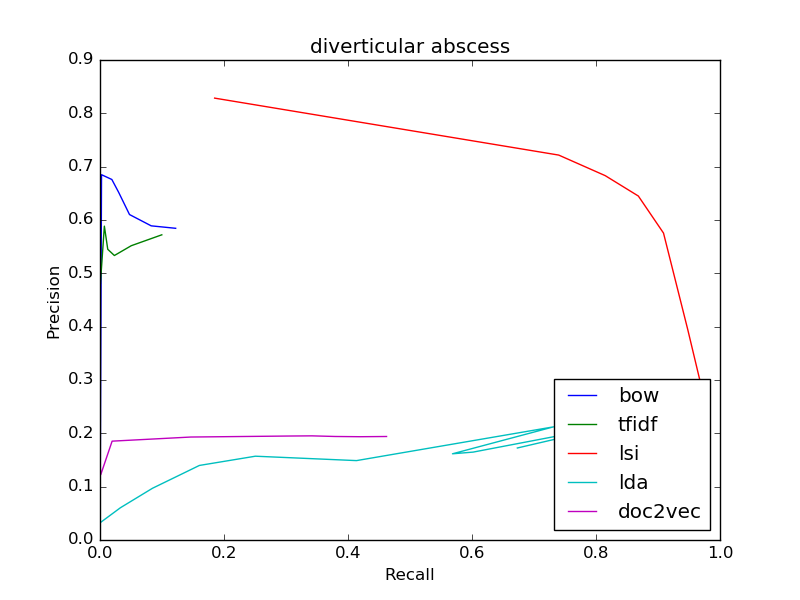 diverticular abscess
0.9
0.8
0.7
0.6
0.5
0.4
0.3
0.2
0.1
0.0
Precision
0.0 0.2 0.4 0.6 0.8 1.0
Recall
bow
tfidf
lsi
lda
doc2vec